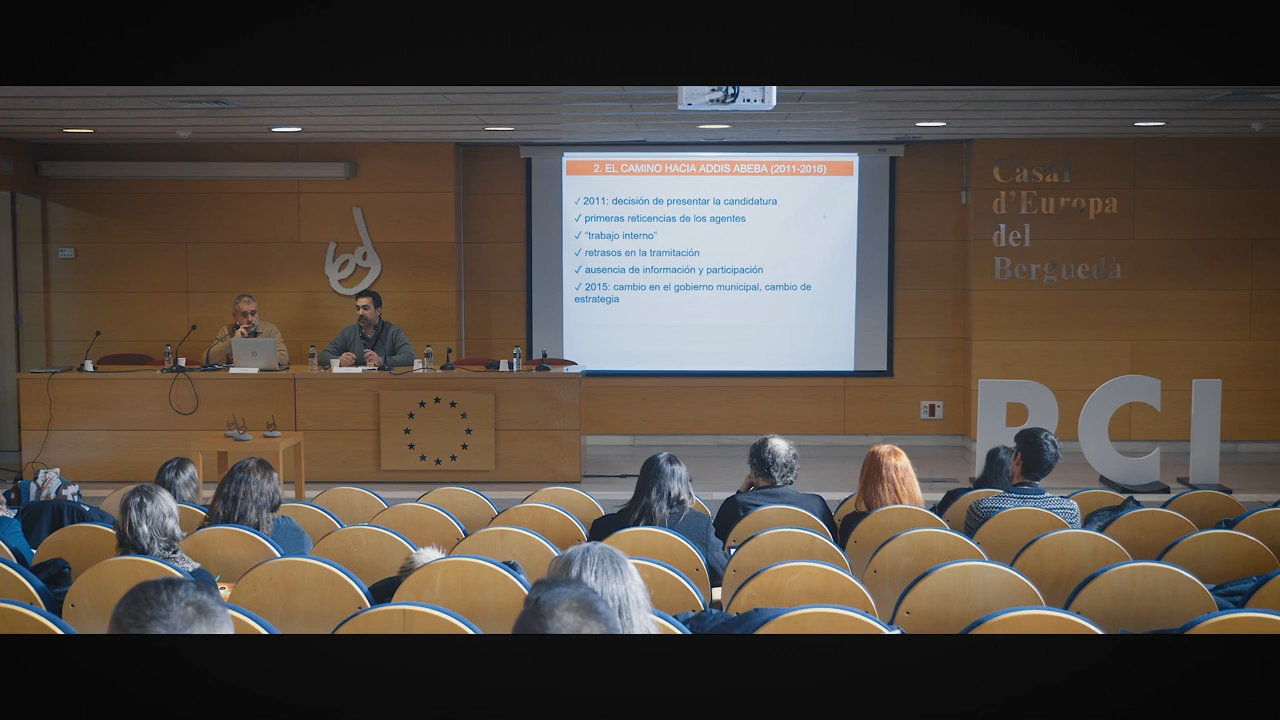 2. EL CAMINO HACIA ADDIS ABEBA (2011-2016)
✓ 2011: decisión de presentar la candidatura
✓ primeras reticencias de los agentes
✓ "trabajo interno"
✓ retrasos en la tramitación
✓ ausencia de información y participación
✓ 2015: cambio en el gobierno municipal, cambio de
estrategia
Casal
d'Europa
del
Berguedà
bd
PCI